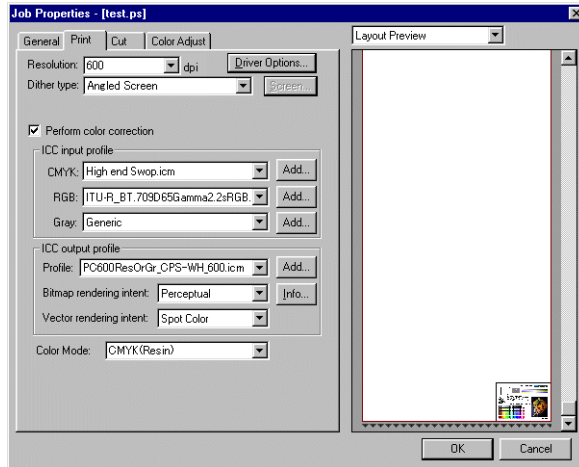 Job Properties - [test.ps]
General Print Cut Color Adjust
Layout Preview
Resolution: 600 dpi Driver Options...
Dither type: Angled Screen Screen...
Perform color correction
ICC input profile
CMYK: High end Swop.icm Add...
RGB: ITU-R_BT.709D65Gamma2.2sRGB. Add...
Gray: Generic Add...
ICC output profile
Profile: PC600ResOrGr_CPS-WH_600.icm Add...
Bitmap rendering intent: Perceptual Info...
Vector rendering intent: Spot Color
Color Mode: CMYK(Resin)
OK Cancel